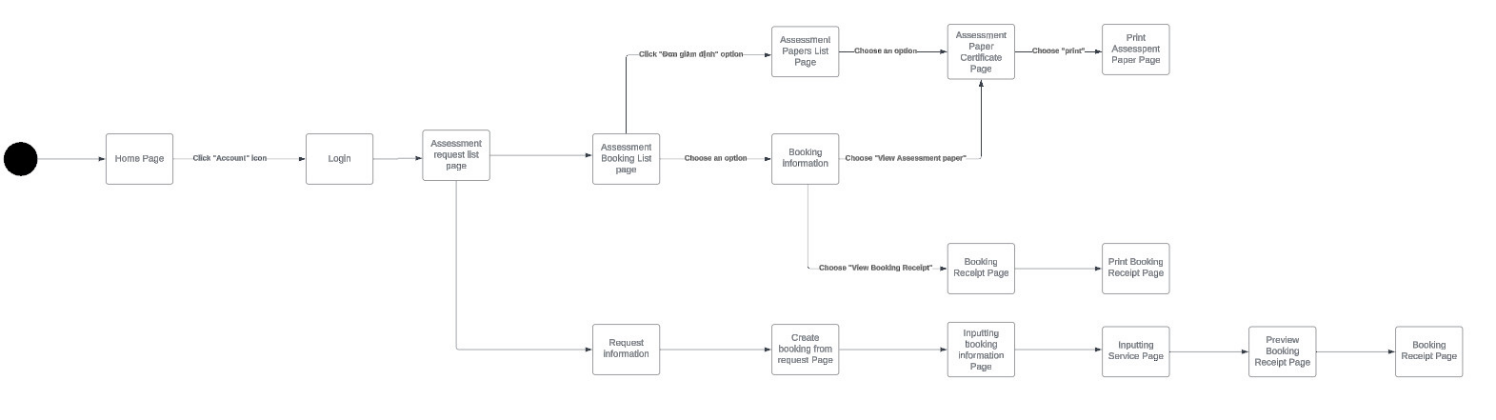 Assessment
Papers List
Page
Assessment
Paper
Certificate
Page
Print
Assesspent
Paper Page
Click "Đơn giám định" option
Choose an option
Choose "print"
Home Page
Click "Account" icon
Login
Assessment
request list
page
Assessment
Booking List
page
Choose an option
Booking
Information
Choose "View Assessment paper"
Choose "View Booking Receipt"
Booking
Receipt Page
Print Booking
Receipt Page
Request
information
Create
booking from
request Page
Inputting
booking
information
Page
Inputting
Service Page
Preview
Booking
Receipt Page
Booking
Receipt Page